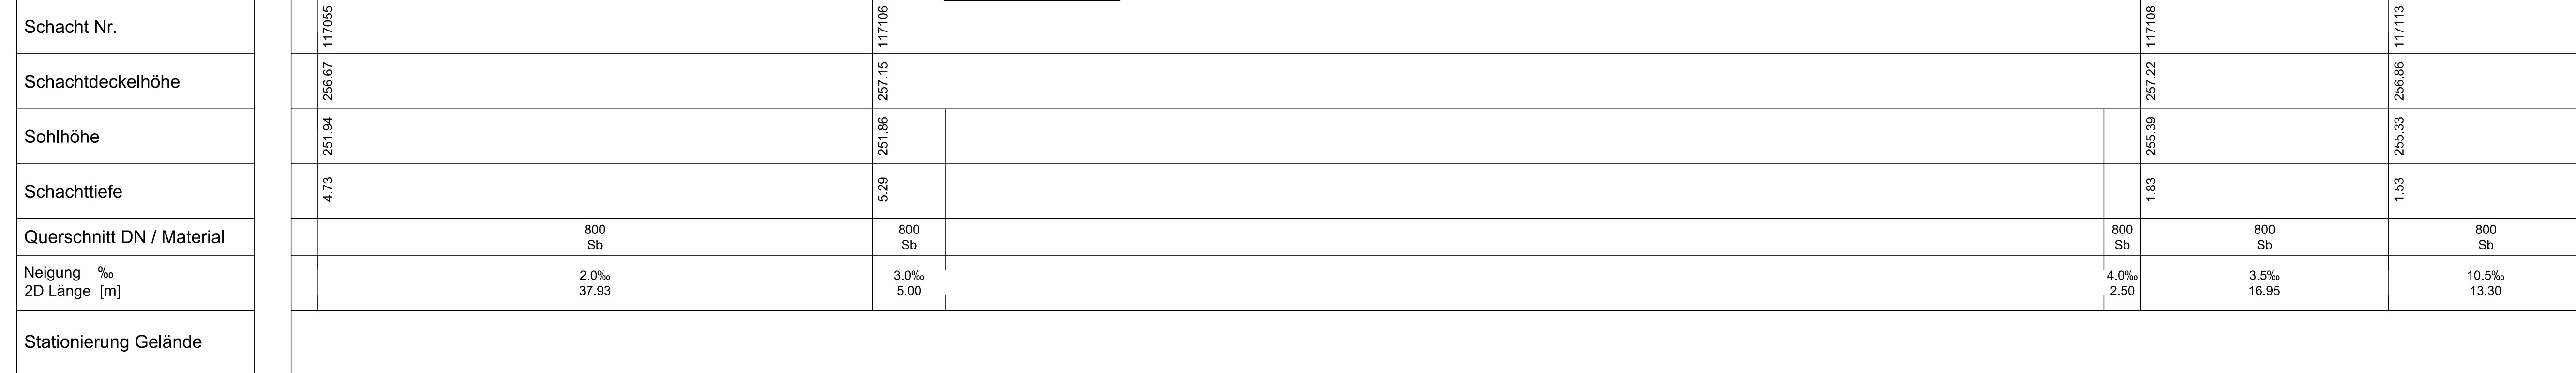 Schacht Nr.
117055
117106
117108
117113
Schachtdeckelhöhe
256.67
257.15
257.22
256.86
Sohlhöhe
251.94
251.86
255.39
255.33
Schachttiefe
4.73
5.29
1.83
1.53
Querschnitt DN / Material
800
Sb
800
Sb
800
Sb
800
Sb
800
Sb
Neigung ‰
2D Länge [m]
2.0‰
37.93
3.0‰
5.00
4.0‰
2.50
3.5‰
16.95
10.5‰
13.30
Stationierung Gelände